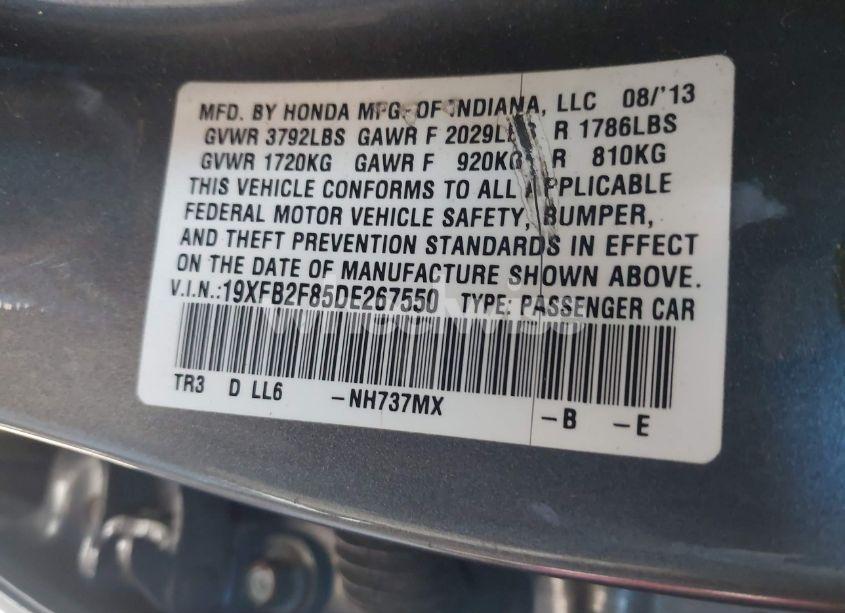 MFD. BY HONDA MFG. OF INDIANA, LLC 08/'13
GVWR 3792LBS GAWR F 2029LBS R 1786LBS
GVWR 1720KG GAWR F 920KG R 810KG
THIS VEHICLE CONFORMS TO ALL APPLICABLE
FEDERAL MOTOR VEHICLE SAFETY, BUMPER,
AND THEFT PREVENTION STANDARDS IN EFFECT
ON THE DATE OF MANUFACTURE SHOWN ABOVE.
V.I.N.:19XFB2F85DE267550 TYPE: PASSENGER CAR
TR3 D LL6 -NH737MX -B -E